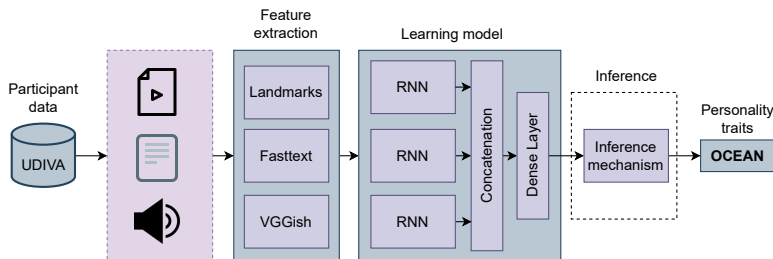 Participant
data
UDIVA
Feature
extraction
Landmarks
Fasttext
VGGish
Learning model
RNN
RNN
RNN
Concatenation
Dense Layer
Inference
Inference
mechanism
Personality
traits
OCEAN